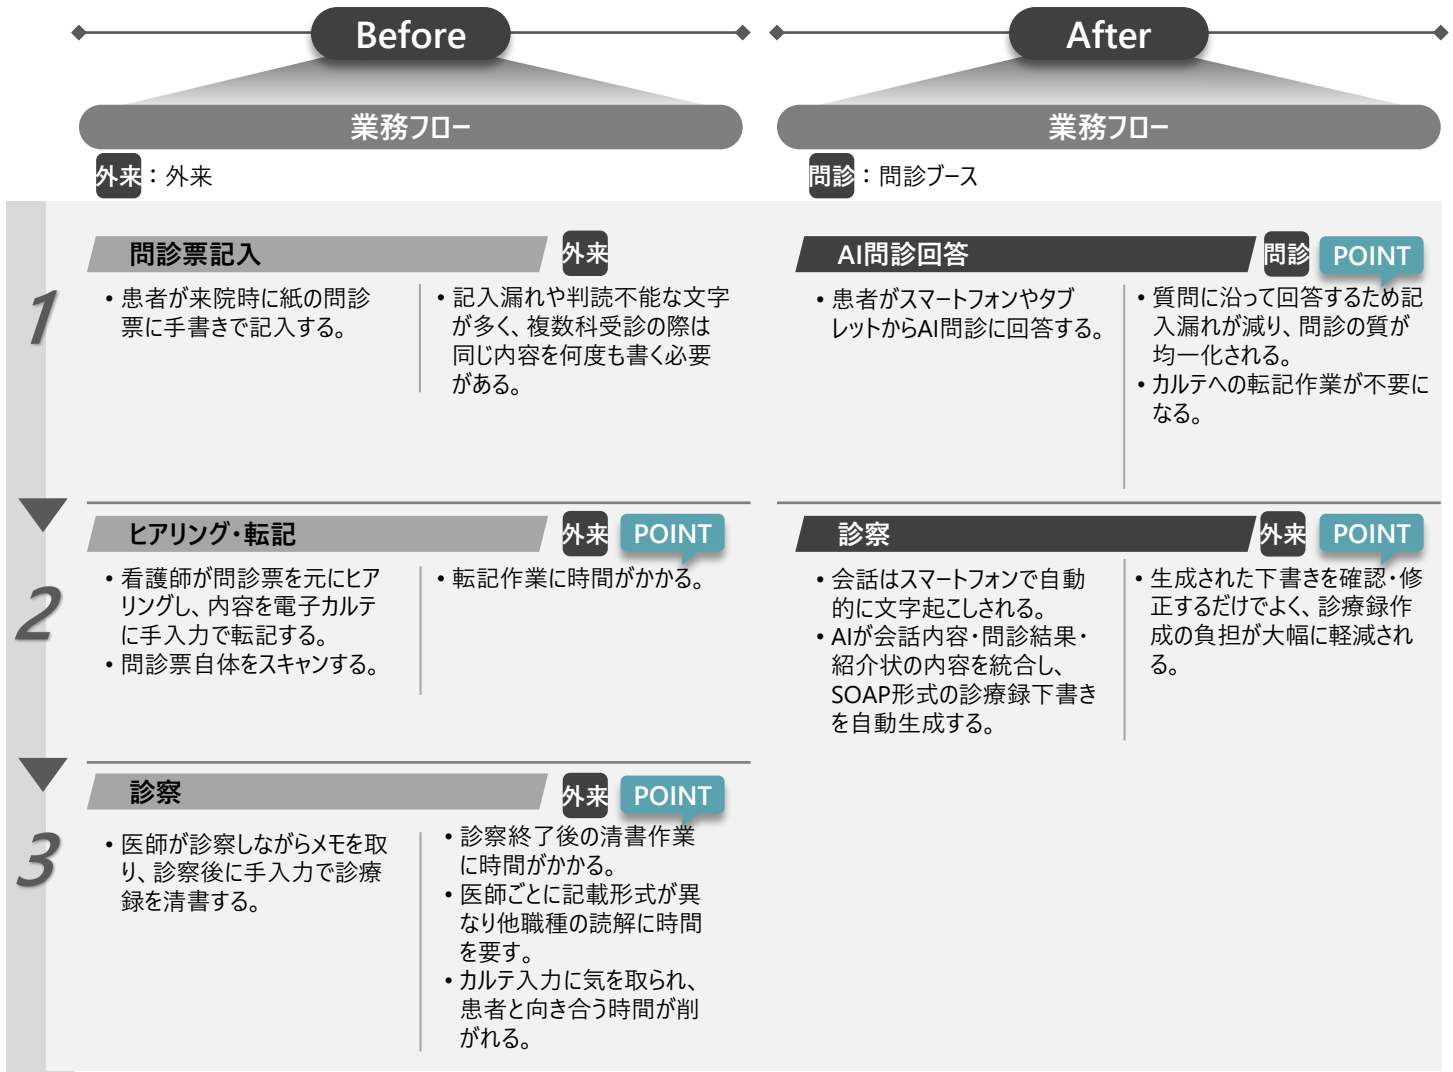 Before
業務フロー
外来：外来
After
業務フロー
問診：問診ブース
1
問診票記入
外来
• 患者が来院時に紙の問診
票に手書きで記入する。
• 記入漏れや判読不能な文字
が多く、複数科受診の際は
同じ内容を何度も書く必要
がある。
AI問診回答
問診
POINT
• 患者がスマートフォンやタブ
レットからAI問診に回答する。
• 質問に沿って回答するため記
入漏れが減り、問診の質が
均一化される。
• カルテへの転記作業が不要に
なる。
2
ヒアリング・転記
外来
POINT
• 看護師が問診票を元にヒア
リングし、内容を電子カルテ
に手入力で転記する。
• 問診票自体をスキャンする。
• 転記作業に時間がかかる。
診察
外来
POINT
• 会話はスマートフォンで自動
的に文字起こしされる。
• AIが会話内容・問診結果・
紹介状の内容を統合し、
SOAP形式の診療録下書き
を自動生成する。
• 生成された下書きを確認・修
正するだけでよく、診療録作
成の負担が大幅に軽減され
る。
3
診察
外来
POINT
• 医師が診察しながらメモを取
り、診察後に手入力で診療
録を清書する。
• 診察終了後の清書作業
に時間がかかる。
• 医師ごとに記載形式が異
なり他職種の読解に時間
を要す。
• カルテ入力に気を取られ、
患者と向き合う時間が削
がれる。